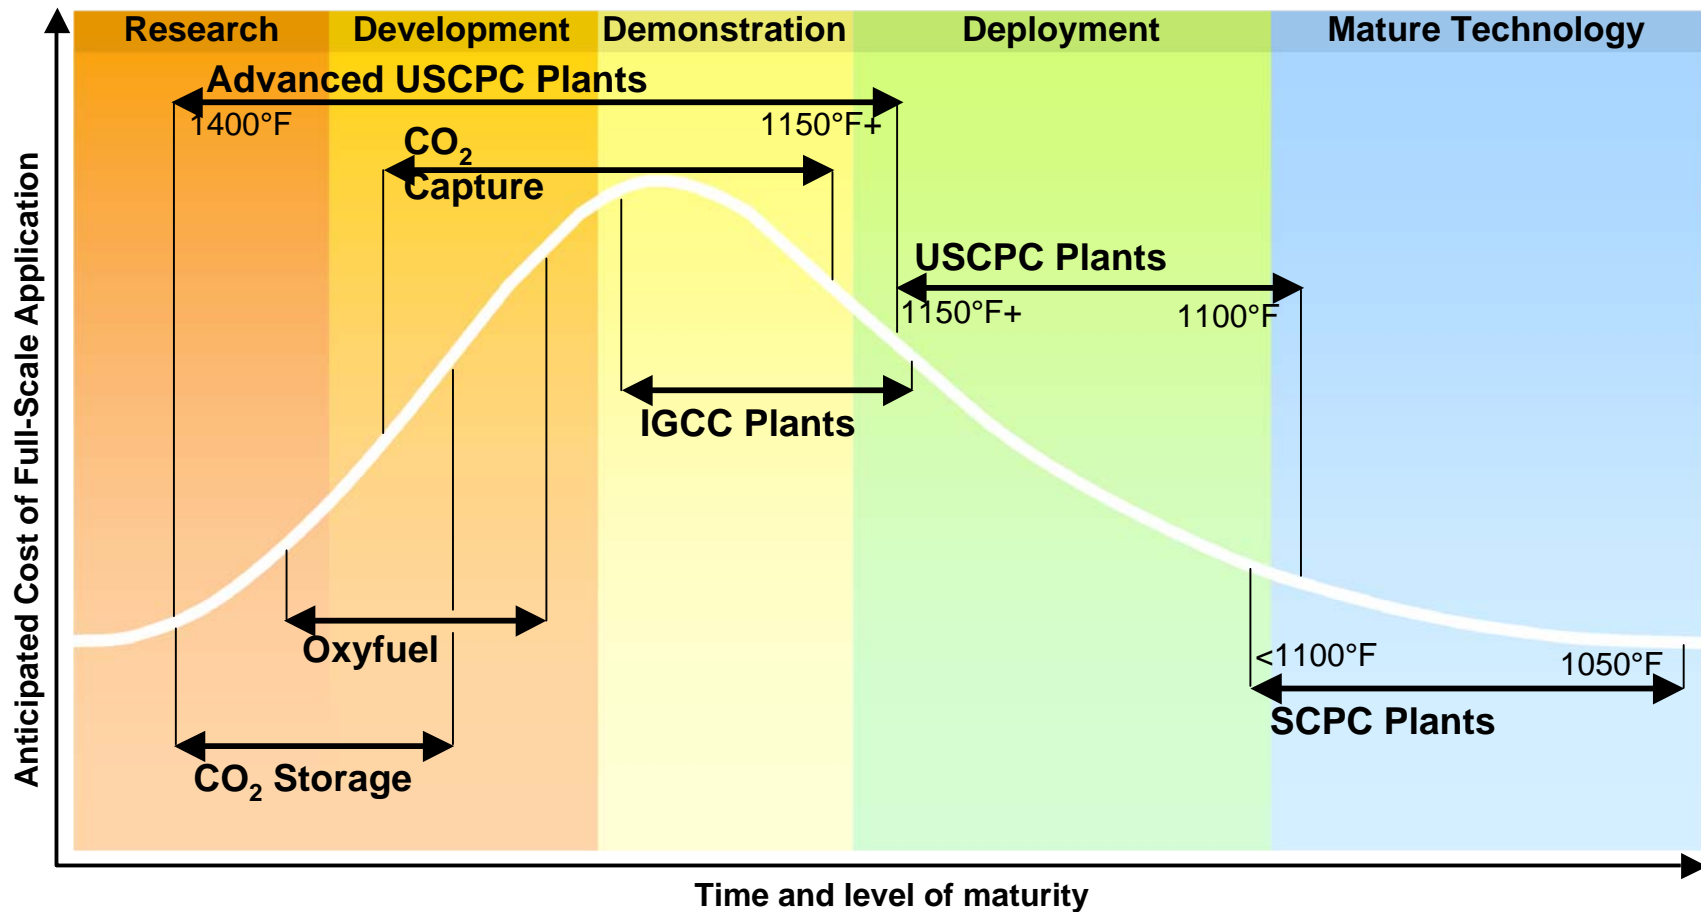 Research Development Demonstration Deployment Mature Technology
Advanced USCPC Plants
1400°F 1150°F+
CO₂
Capture
USCPC Plants
1150°F+ 1100°F
IGCC Plants
Oxyfuel
<1100°F 1050°F
SCPC Plants
CO₂ Storage
Anticipated Cost of Full-Scale Application
Time and level of maturity